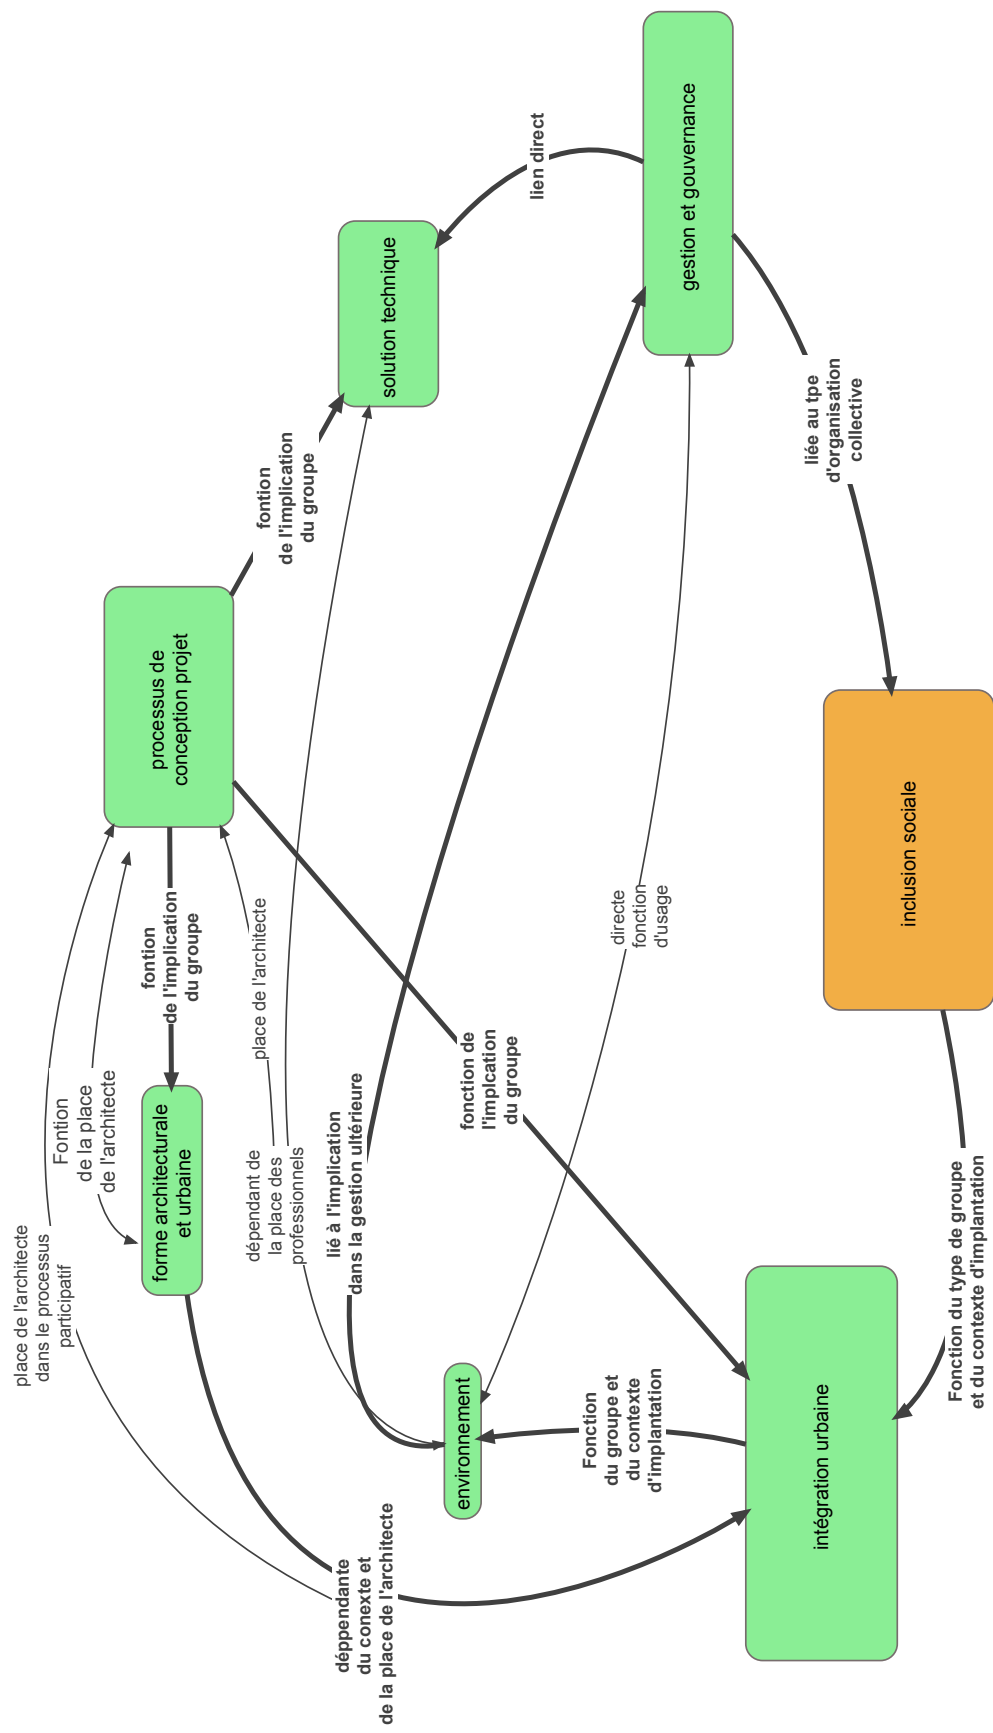 place de l'architecte
dans le processus
participatif
Fontion
de la place
de l'architecte
forme architecturale
et urbaine
fontion
de l'implication
du groupe
processus de
conception projet
place de l'architecte
fontion
de l'implication
du groupe
solution technique
lien direct
gestion et gouvernance
déppendante
du conexte et
de la place de l'architecte
dépendant de
la place des
professionnels
lié à l'implication
dans la gestion ultérieure
environnement
fonction de
l'implcation
du groupe
directe
fonction
d'usage
liée au tpe
d'organisation
collective
Fonction
du groupe et
du contexte
d'implantation
intégration urbaine
inclusion sociale
Fonction du type de groupe
et du contexte d'implantation